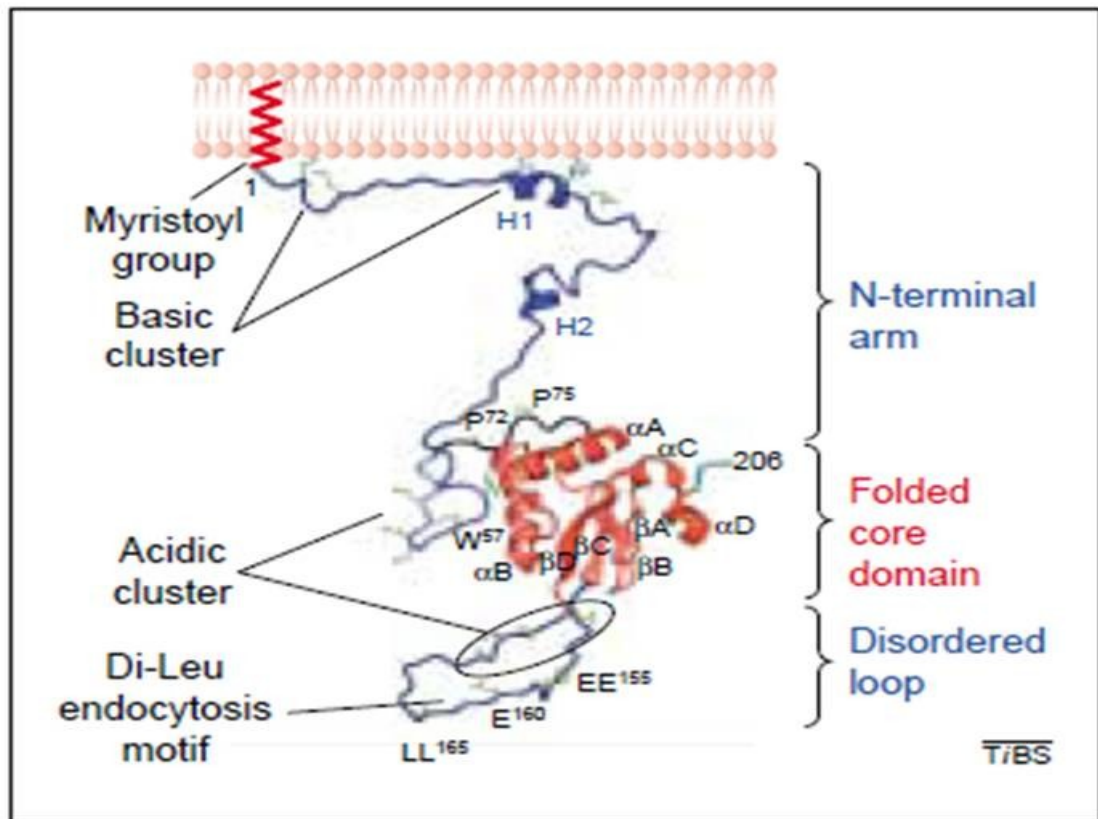 1
Myristoyl
group
H1
Basic
cluster
H2
N-terminal
arm
P⁷⁵
P⁷²
αA
αC
206
Folded
core
domain
W⁵⁷
αB
βD
βC
βA
βB
αD
Acidic
cluster
Disordered
loop
Di-Leu
endocytosis
motif
EE¹⁵⁵
E¹⁶⁰
LL¹⁶⁵
TiBS